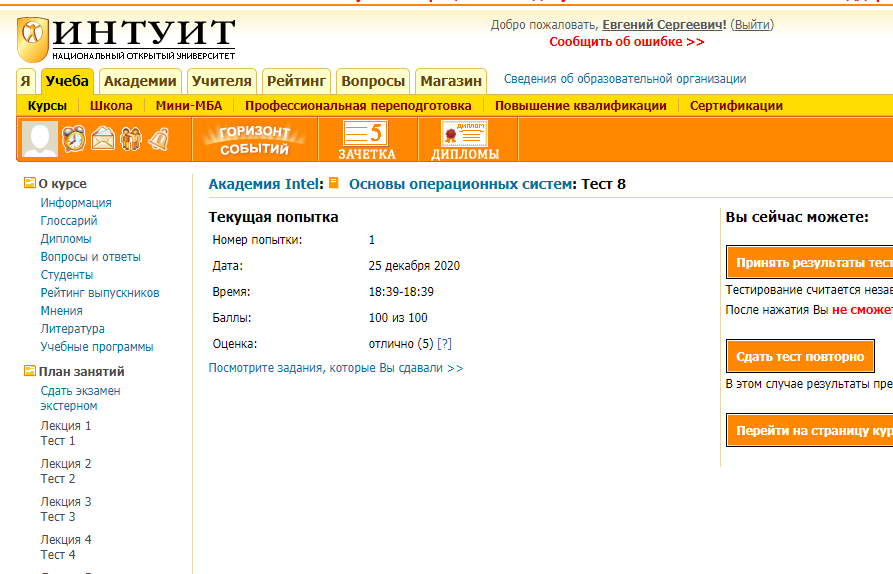 ИНТУИТ
НАЦИОНАЛЬНЫЙ ОТКРЫТЫЙ УНИВЕРСИТЕТ
Добро пожаловать, Евгений Сергеевич! (Выйти)
Сообщить об ошибке >>
Я Учеба Академии Учителя Рейтинг Вопросы Магазин Сведения об образовательной организации
Курсы Школа Мини-МБА Профессиональная переподготовка Повышение квалификации Сертификации
ГОРИЗОНТ
СОБЫТИЙ
5
ЗАЧЕТКА
ДИПЛОМ
ДИПЛОМЫ
О курсе
Информация
Глоссарий
Дипломы
Вопросы и ответы
Студенты
Рейтинг выпускников
Мнения
Литература
Учебные программы
План занятий
Сдать экзамен
экстерном
Лекция 1
Тест 1
Лекция 2
Тест 2
Лекция 3
Тест 3
Лекция 4
Тест 4
Академия Intel: Основы операционных систем: Тест 8
Текущая попытка
Номер попытки: 1
Дата: 25 декабря 2020
Время: 18:39-18:39
Баллы: 100 из 100
Оценка: отлично (5) [?]
Посмотрите задания, которые Вы сдавали >>
Вы сейчас можете:
Принять результаты тест
Тестирование считается неза
После нажатия Вы не сможе
Сдать тест повторно
В этом случае результаты пре
Перейти на страницу кур